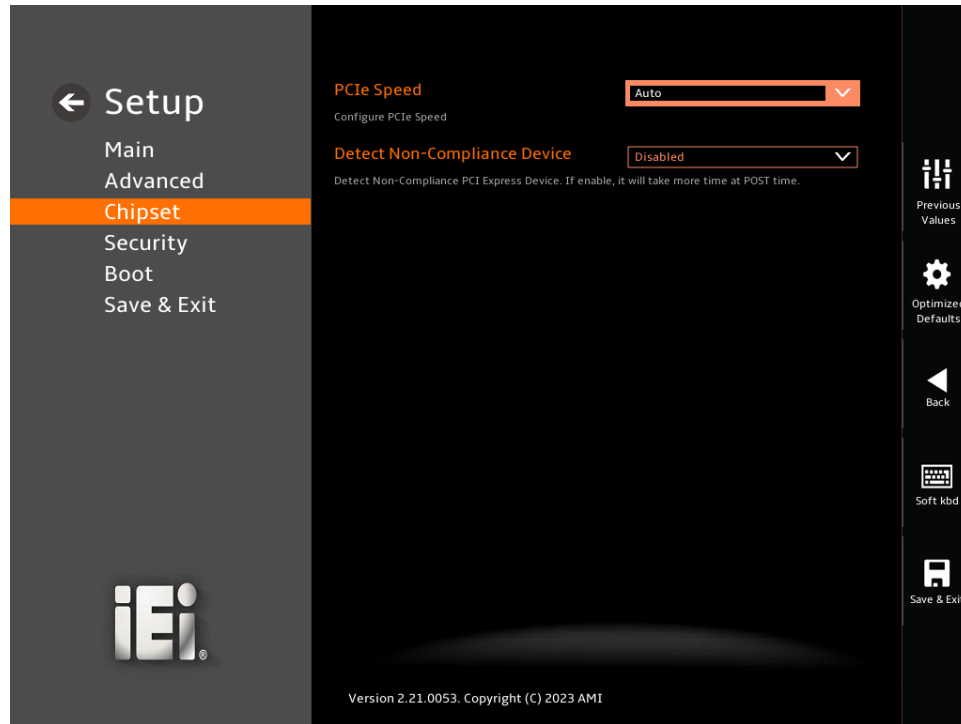 Setup
Main
Advanced
Chipset
Security
Boot
Save & Exit
PCIe Speed
Auto
Configure PCIe Speed
Detect Non-Compliance Device
Disabled
Detect Non-Compliance PCI Express Device. If enable, it will take more time at POST time.
Previous
Values
Optimized
Defaults
Back
Soft kbd
Save & Exit
iEi®
Version 2.21.0053. Copyright (C) 2023 AMI